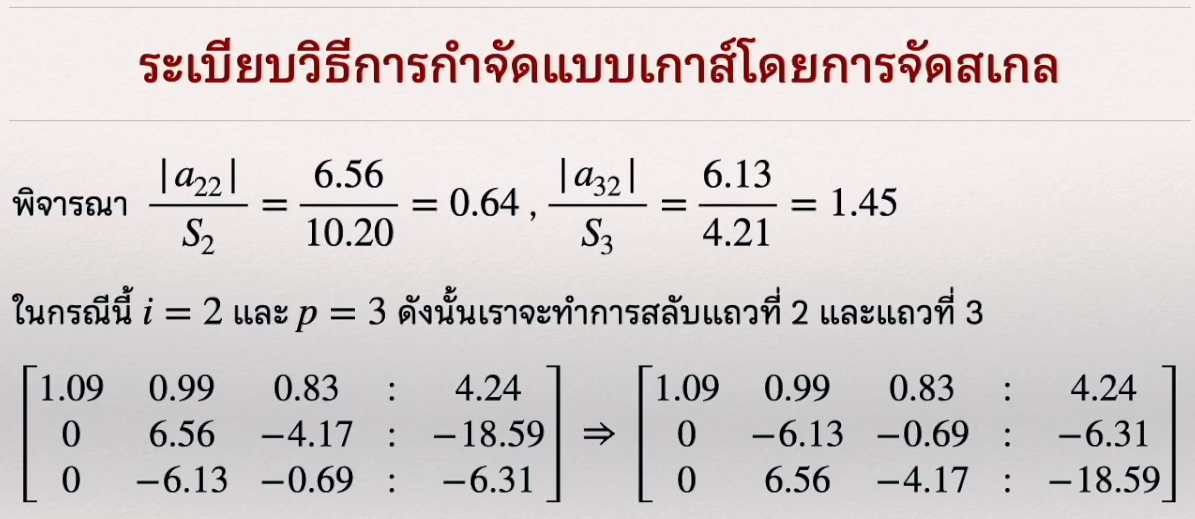 ระเบียบวิธีการกำจัดแบบเกาส์โดยการจัดสเกล
พิจารณา |a₂₂| / S₂ = 6.56 / 10.20 = 0.64 , |a₃₂| / S₃ = 6.13 / 4.21 = 1.45
ในกรณีนี้ i = 2 และ p = 3 ดังนั้นเราจะทำการสลับแถวที่ 2 และแถวที่ 3
[1.09 0.99 0.83 : 4.24] [1.09 0.99 0.83 : 4.24]
[0 6.56 −4.17 : −18.59] ⇒ [0 −6.13 −0.69 : −6.31]
[0 −6.13 −0.69 : −6.31] [0 6.56 −4.17 : −18.59]